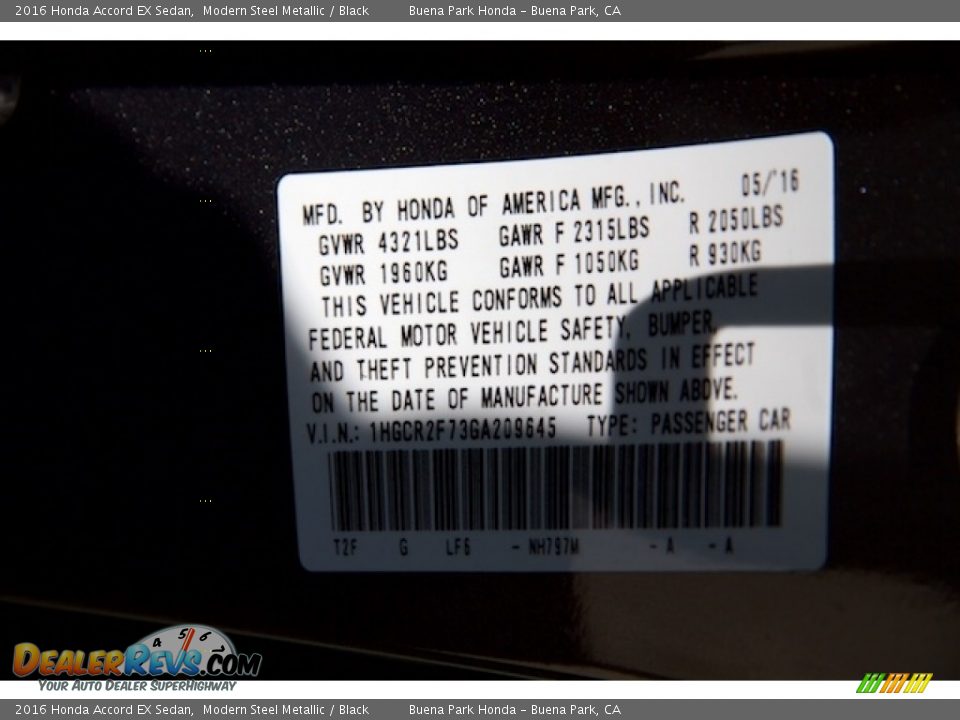 2016 Honda Accord EX Sedan,  Modern Steel Metallic / Black        Buena Park Honda – Buena Park, CA
MFD. BY HONDA OF AMERICA MFG., INC. 05/'16
GVWR 4321LBS GAWR F 2315LBS R 2050LBS
GVWR 1960KG GAWR F 1050KG R 930KG
THIS VEHICLE CONFORMS TO ALL APPLICABLE
FEDERAL MOTOR VEHICLE SAFETY, BUMPER,
AND THEFT PREVENTION STANDARDS IN EFFECT
ON THE DATE OF MANUFACTURE SHOWN ABOVE.
V.I.N.: 1HGCR2F73GA209645 TYPE: PASSENGER CAR
T2F G LF6 - NH797M - A - A
4 5 6 7
DEALERREVS.COM
YOUR AUTO DEALER SUPERHIGHWAY
2016 Honda Accord EX Sedan,  Modern Steel Metallic / Black        Buena Park Honda – Buena Park, CA